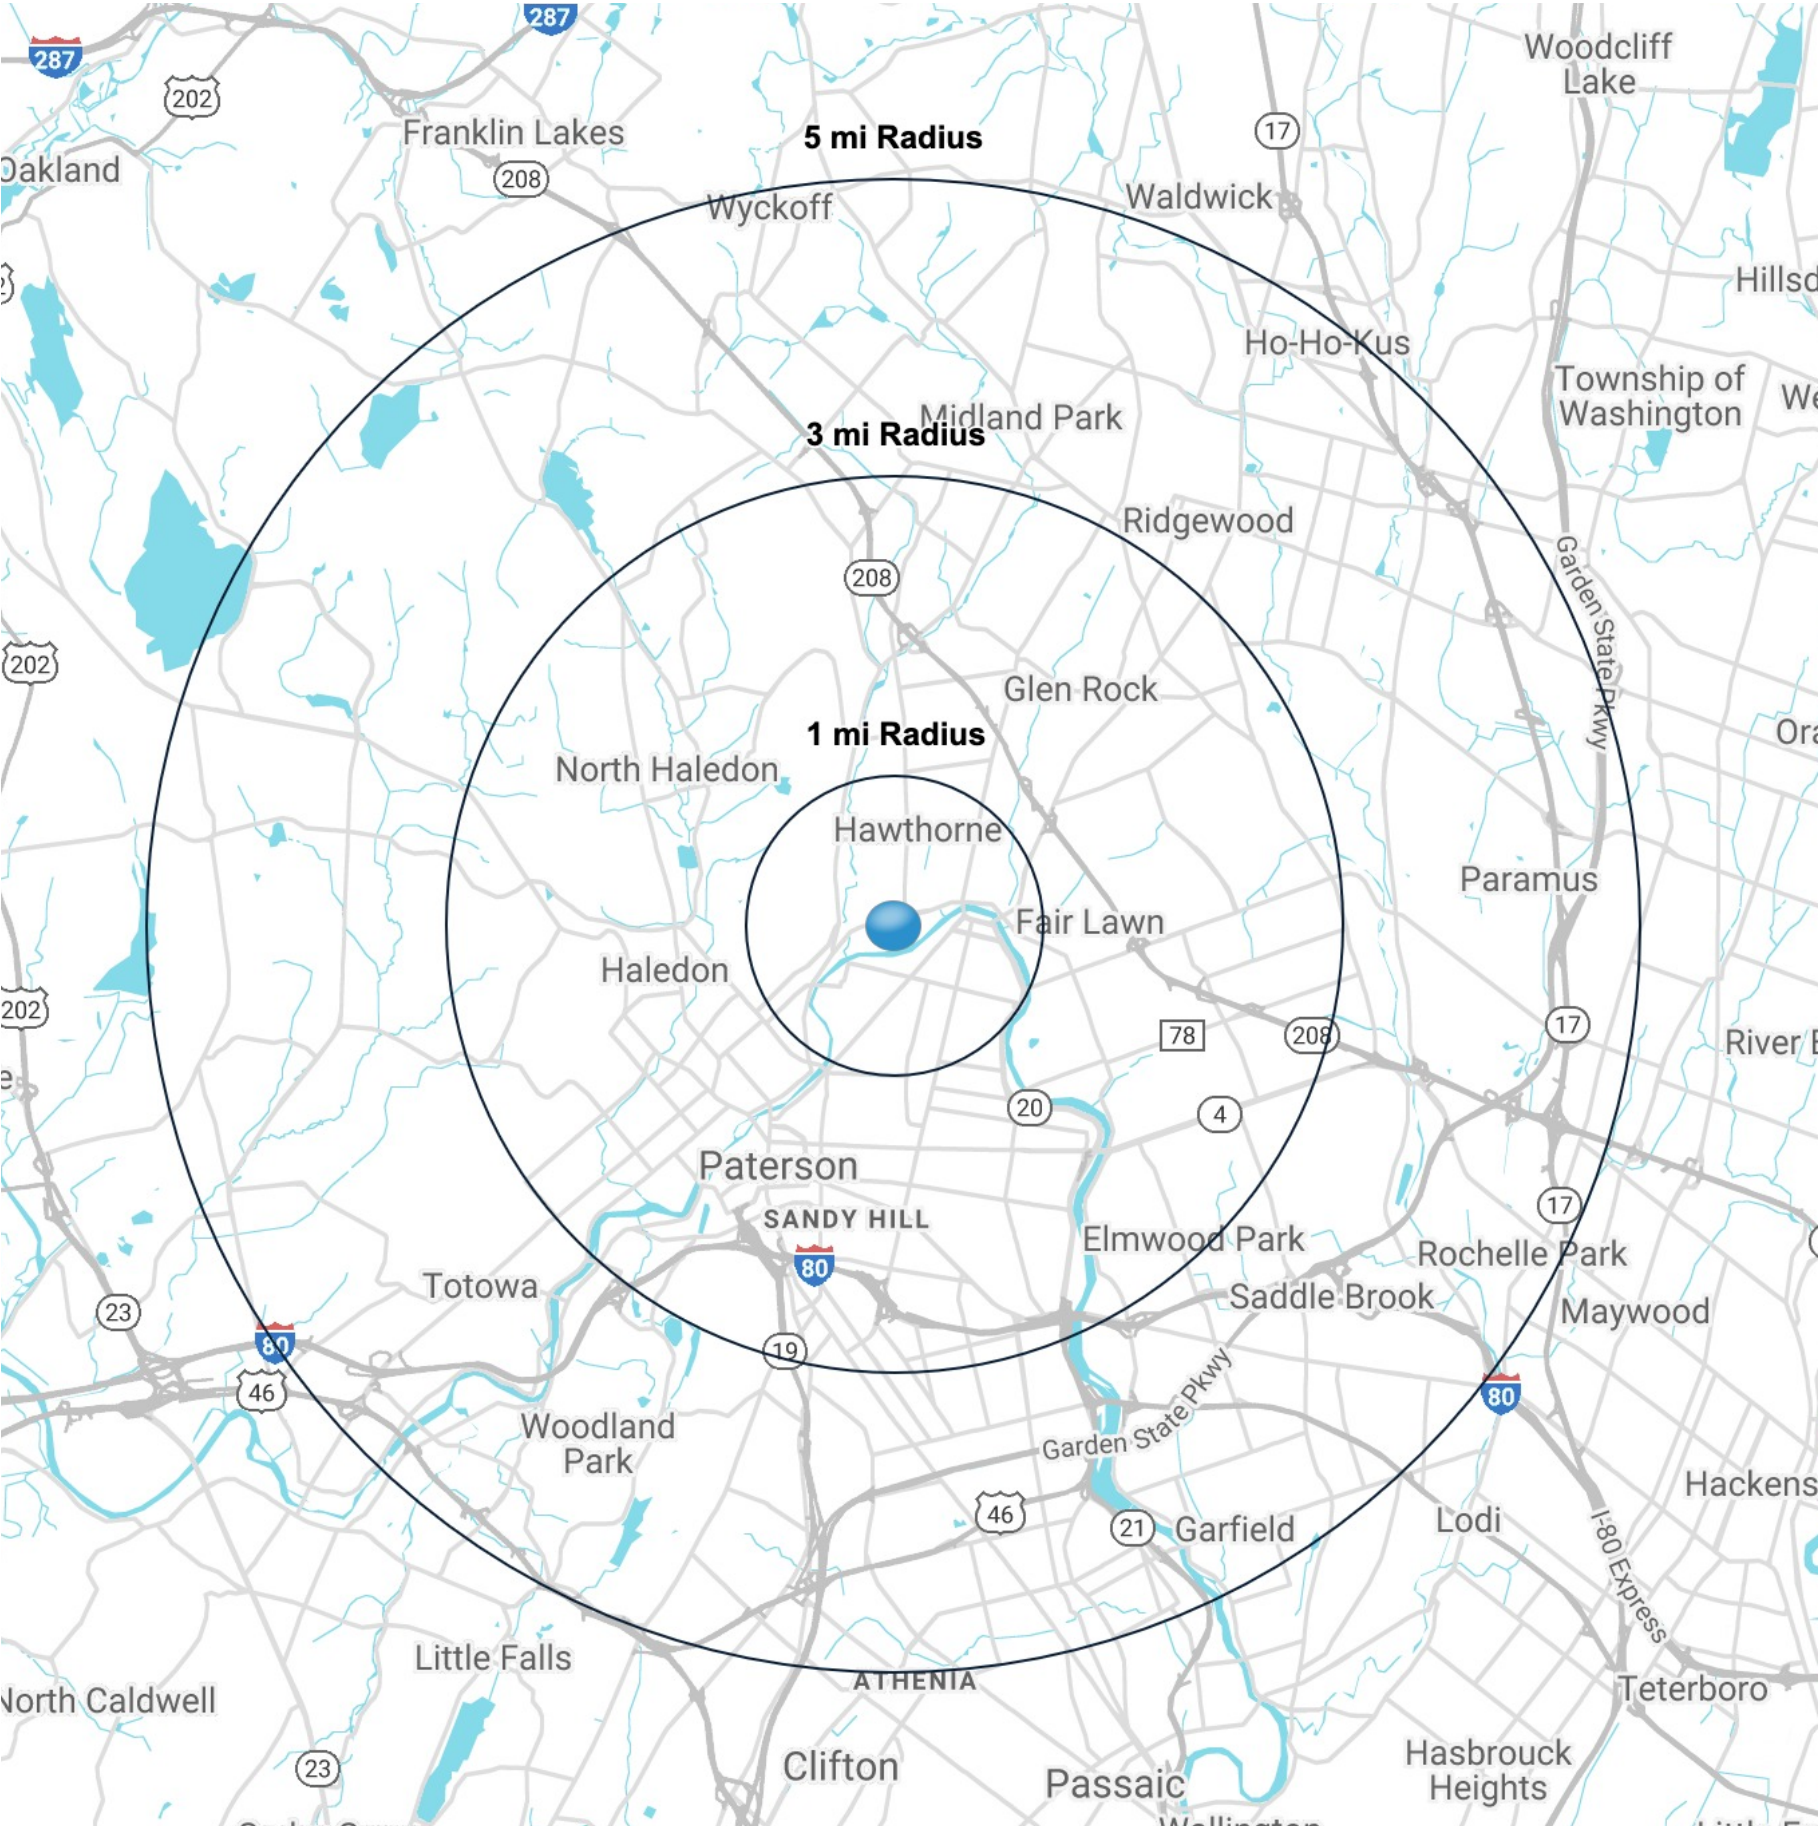 287
287
Woodcliff
Lake
202
Franklin Lakes
5 mi Radius
17
Oakland
208
Waldwick
Wyckoff
Hillsd
Ho-Ho-Kus
Township of
Washington
We
Midland Park
3 mi Radius
Ridgewood
208
Garden State Pkwy
202
Glen Rock
1 mi Radius
Ora
North Haledon
Hawthorne
Paramus
Fair Lawn
Haledon
202
17
78
208
River E
e
20
4
Paterson
17
SANDY HILL
Elmwood Park
Rochelle Park
80
Totowa
Saddle Brook
23
Maywood
80
19
46
80
Woodland
Park
Garden State Pkwy
Hackens
46
21
Garfield
Lodi
I-80 Express
Little Falls
ATHENIA
North Caldwell
Teterboro
23
Clifton
Passaic
Hasbrouck
Heights